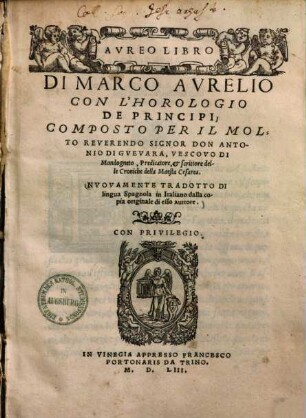 AVREO LIBRO
DI MARCO AVRELIO
CON L'HOROLOGIO
DE PRINCIPI,
COMPOSTO PER IL MOL-
TO REVERENDO SIGNOR DON ANTO-
NIO DI GVEVARA, VESCOVO DI
Mondogneto, Predicatore, & scrittore del-
le Croniche della Maestà Cesarea.
NVOVAMENTE TRADOTTO DI
lingua Spagnola in Italiano dalla co-
pia originale di esso auttore.
CON PRIVILEGIO.
IN VINEGIA APPRESSO FRANCESCO
PORTONARIS DA TRINO.
M. D. LIII.